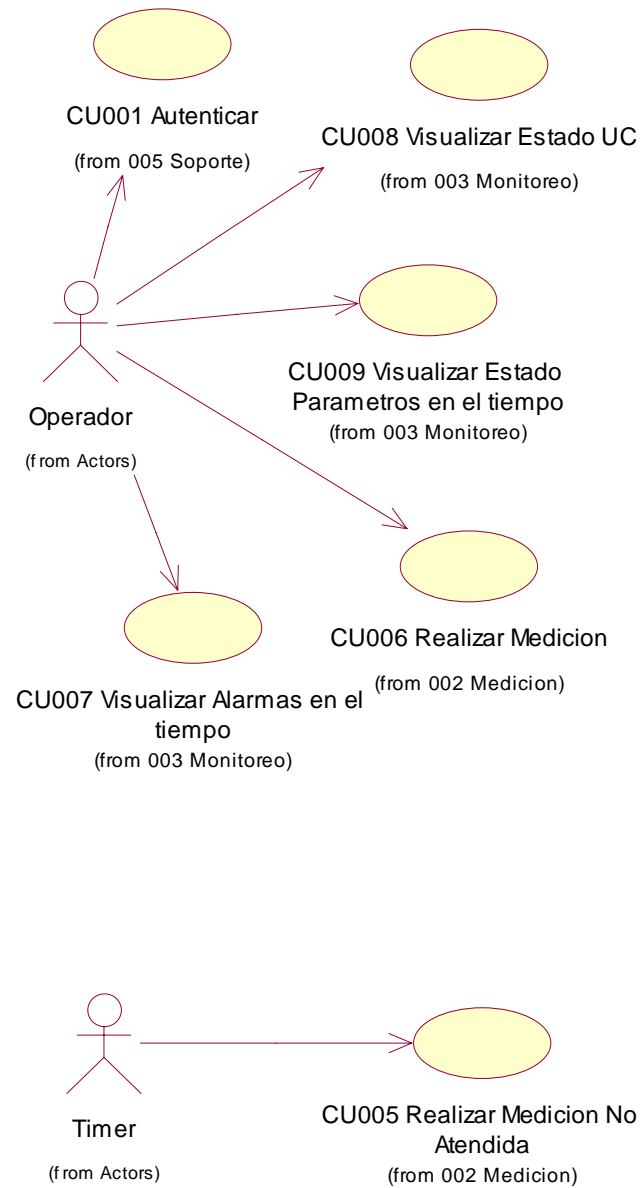 CU001 Autenticar
(from 005 Soporte)
CU008 Visualizar Estado UC
(from 003 Monitoreo)
CU009 Visualizar Estado
Parametros en el tiempo
(from 003 Monitoreo)
Operador
(from Actors)
CU006 Realizar Medicion
(from 002 Medicion)
CU007 Visualizar Alarmas en el
tiempo
(from 003 Monitoreo)
Timer
(from Actors)
CU005 Realizar Medicion No
Atendida
(from 002 Medicion)